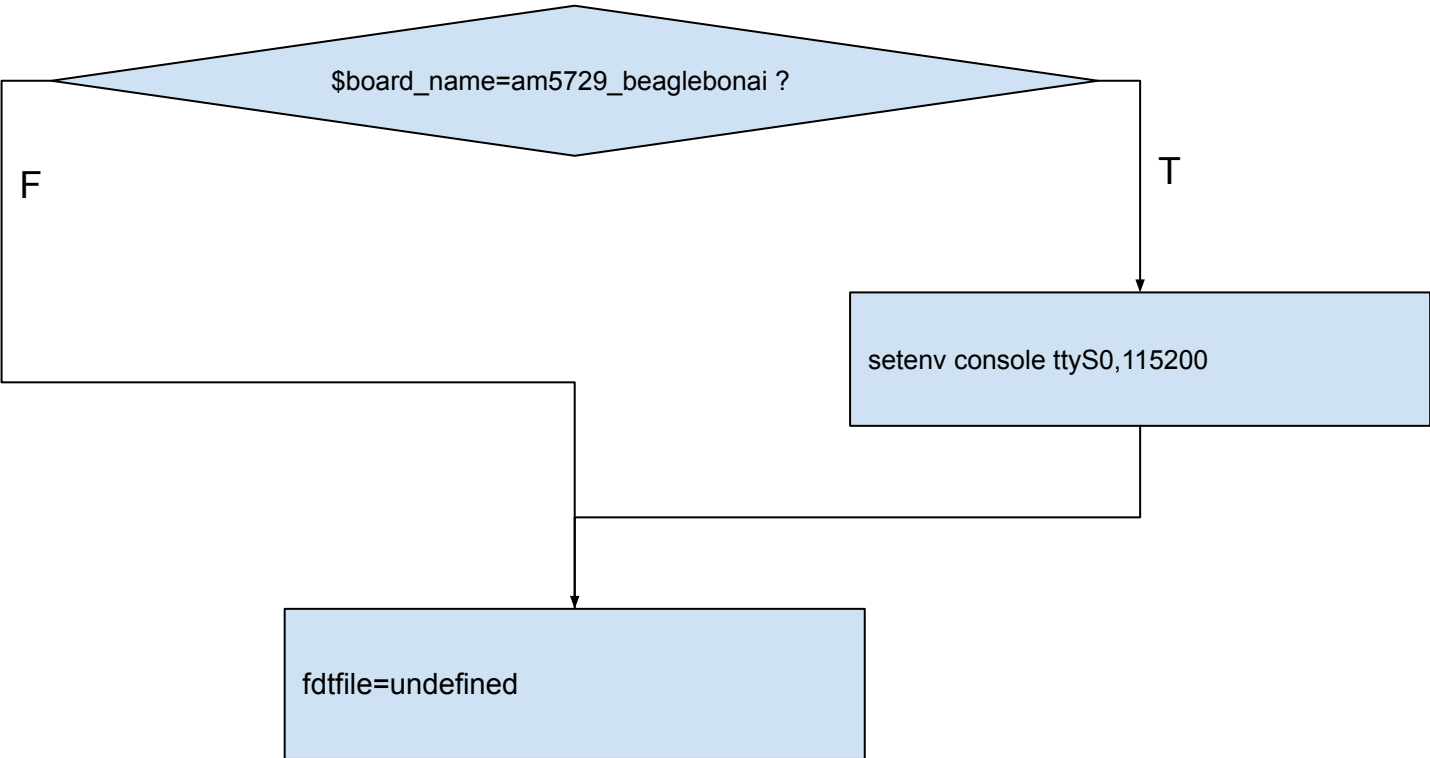 $board_name=am5729_beaglebonai ?
F
T
setenv console ttyS0,115200
fdtfile=undefined